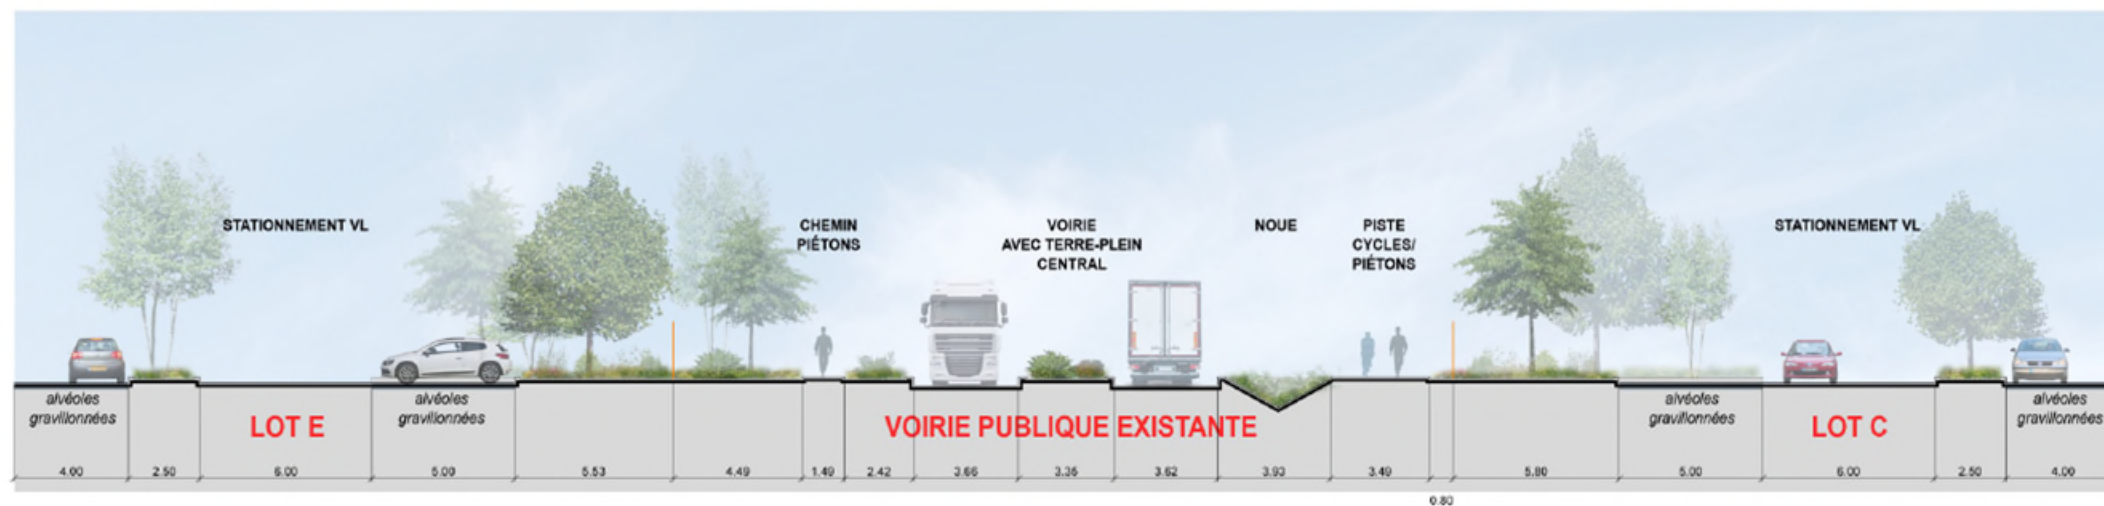 STATIONNEMENT VL
CHEMIN
PIÉTONS
VOIRIE
AVEC TERRE-PLEIN
CENTRAL
NOUE
PISTE
CYCLES/
PIÉTONS
STATIONNEMENT VL
alvéoles
gravillonnées
LOT E
alvéoles
gravillonnées
VOIRIE PUBLIQUE EXISTANTE
alvéoles
gravillonnées
LOT C
alvéoles
gravillonnées
4.00 2.50 6.00 5.00 5.53 4.49 1.49 2.42 3.66 3.36 3.62 3.93 3.49 5.80 5.00 6.00 2.50 4.00
0.80